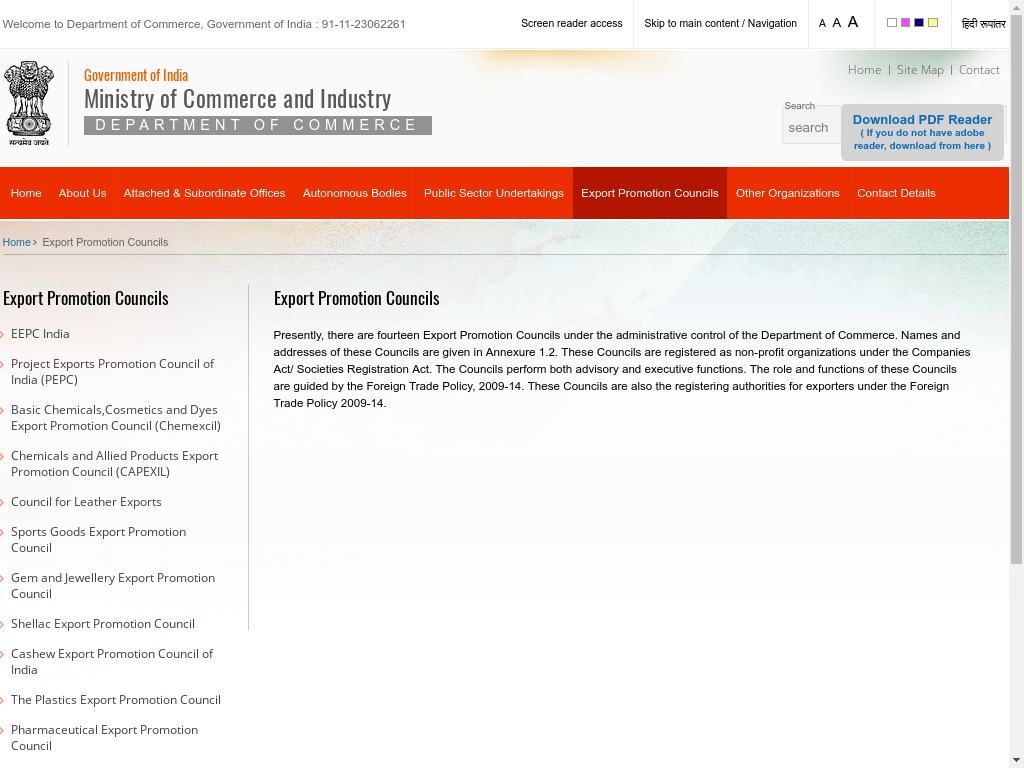 Welcome to Department of Commerce, Government of India : 91-11-23062261
Screen reader access
Skip to main content / Navigation
A A A
हिंदी रूपांतर
Home | Site Map | Contact
सत्यमेव जयते
Government of India
Ministry of Commerce and Industry
DEPARTMENT OF COMMERCE
Search
search
Download PDF Reader
( If you do not have adobe
reader, download from here )
Home About Us Attached & Subordinate Offices Autonomous Bodies Public Sector Undertakings Export Promotion Councils Other Organizations Contact Details
Home › Export Promotion Councils
Export Promotion Councils
EEPC India
Project Exports Promotion Council of
India (PEPC)
Basic Chemicals,Cosmetics and Dyes
Export Promotion Council (Chemexcil)
Chemicals and Allied Products Export
Promotion Council (CAPEXIL)
Council for Leather Exports
Sports Goods Export Promotion
Council
Gem and Jewellery Export Promotion
Council
Shellac Export Promotion Council
Cashew Export Promotion Council of
India
The Plastics Export Promotion Council
Pharmaceutical Export Promotion
Council
Export Promotion Councils
Presently, there are fourteen Export Promotion Councils under the administrative control of the Department of Commerce. Names and
addresses of these Councils are given in Annexure 1.2. These Councils are registered as non-profit organizations under the Companies
Act/ Societies Registration Act. The Councils perform both advisory and executive functions. The role and functions of these Councils
are guided by the Foreign Trade Policy, 2009-14. These Councils are also the registering authorities for exporters under the Foreign
Trade Policy 2009-14.